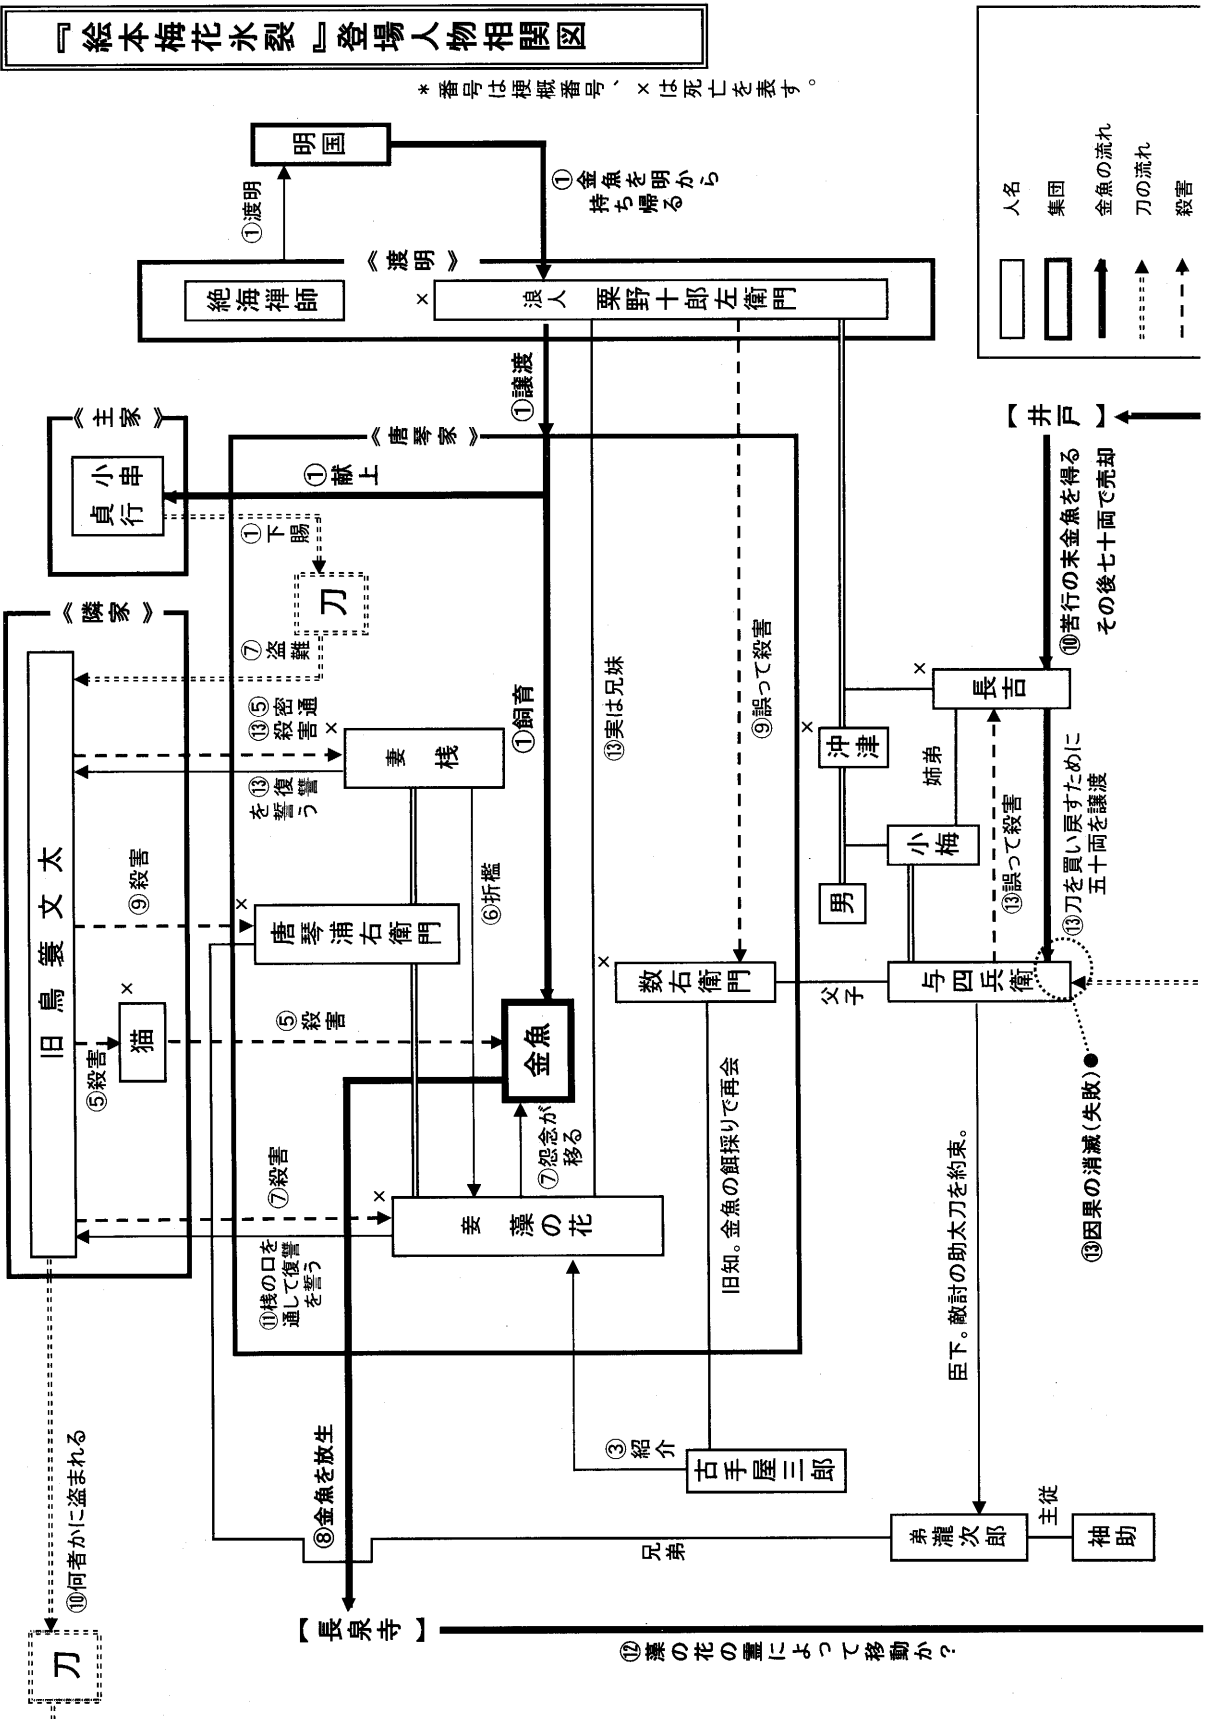 『絵本梅花氷裂』登場人物相関図
＊番号は梗概番号、×は死亡を表す。
人名
集団
金魚の流れ
刀の流れ
殺害
明国
①渡明
①金魚を明から
持ち帰る
《渡明》
絶海禅師
×
浪人 粟野十郎左衛門
①譲渡
《主家》
小串
貞行
《唐琴家》
①献上
①下賜
刀
⑦盗難
《隣家》
旧鳥簑文太
⑬⑤
殺密
害通
×
妻 桟
⑬復讐
を誓う
①飼育
⑬実は兄妹
⑨誤って殺害
【井戸】
⑩苦行の末金魚を得る
その後七十両で売却
×
長吉
×
沖津
姉弟
小梅
男
⑬誤って殺害
⑬刀を買い戻すために
五十両を譲渡
⑨殺害
×
唐琴浦右衛門
⑥折檻
×
猫
⑤殺害
⑤殺害
金魚
×
数右衛門
父子
与四兵衛
⑬因果の消滅（失敗）●
⑦殺害
×
妾 藻の花
⑦怨念が
移る
⑪桟の口を
通して復讐
を誓う
旧知。金魚の餌採りで再会
臣下。敵討の助太刀を約束。
③紹介
古手屋三郎
⑧金魚を放生
⑩何者かに盗まれる
兄弟
弟 瀧次郎
主従
袖助
刀
【長泉寺】
⑫藻の花の霊によって移動か？